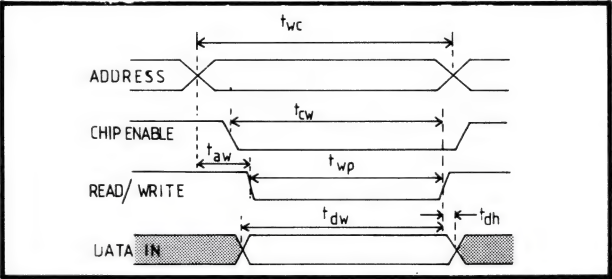 twc
ADDRESS
tcw
CHIP ENABLE
taw
twp
READ/ WRITE
tdw
tdh
DATA IN